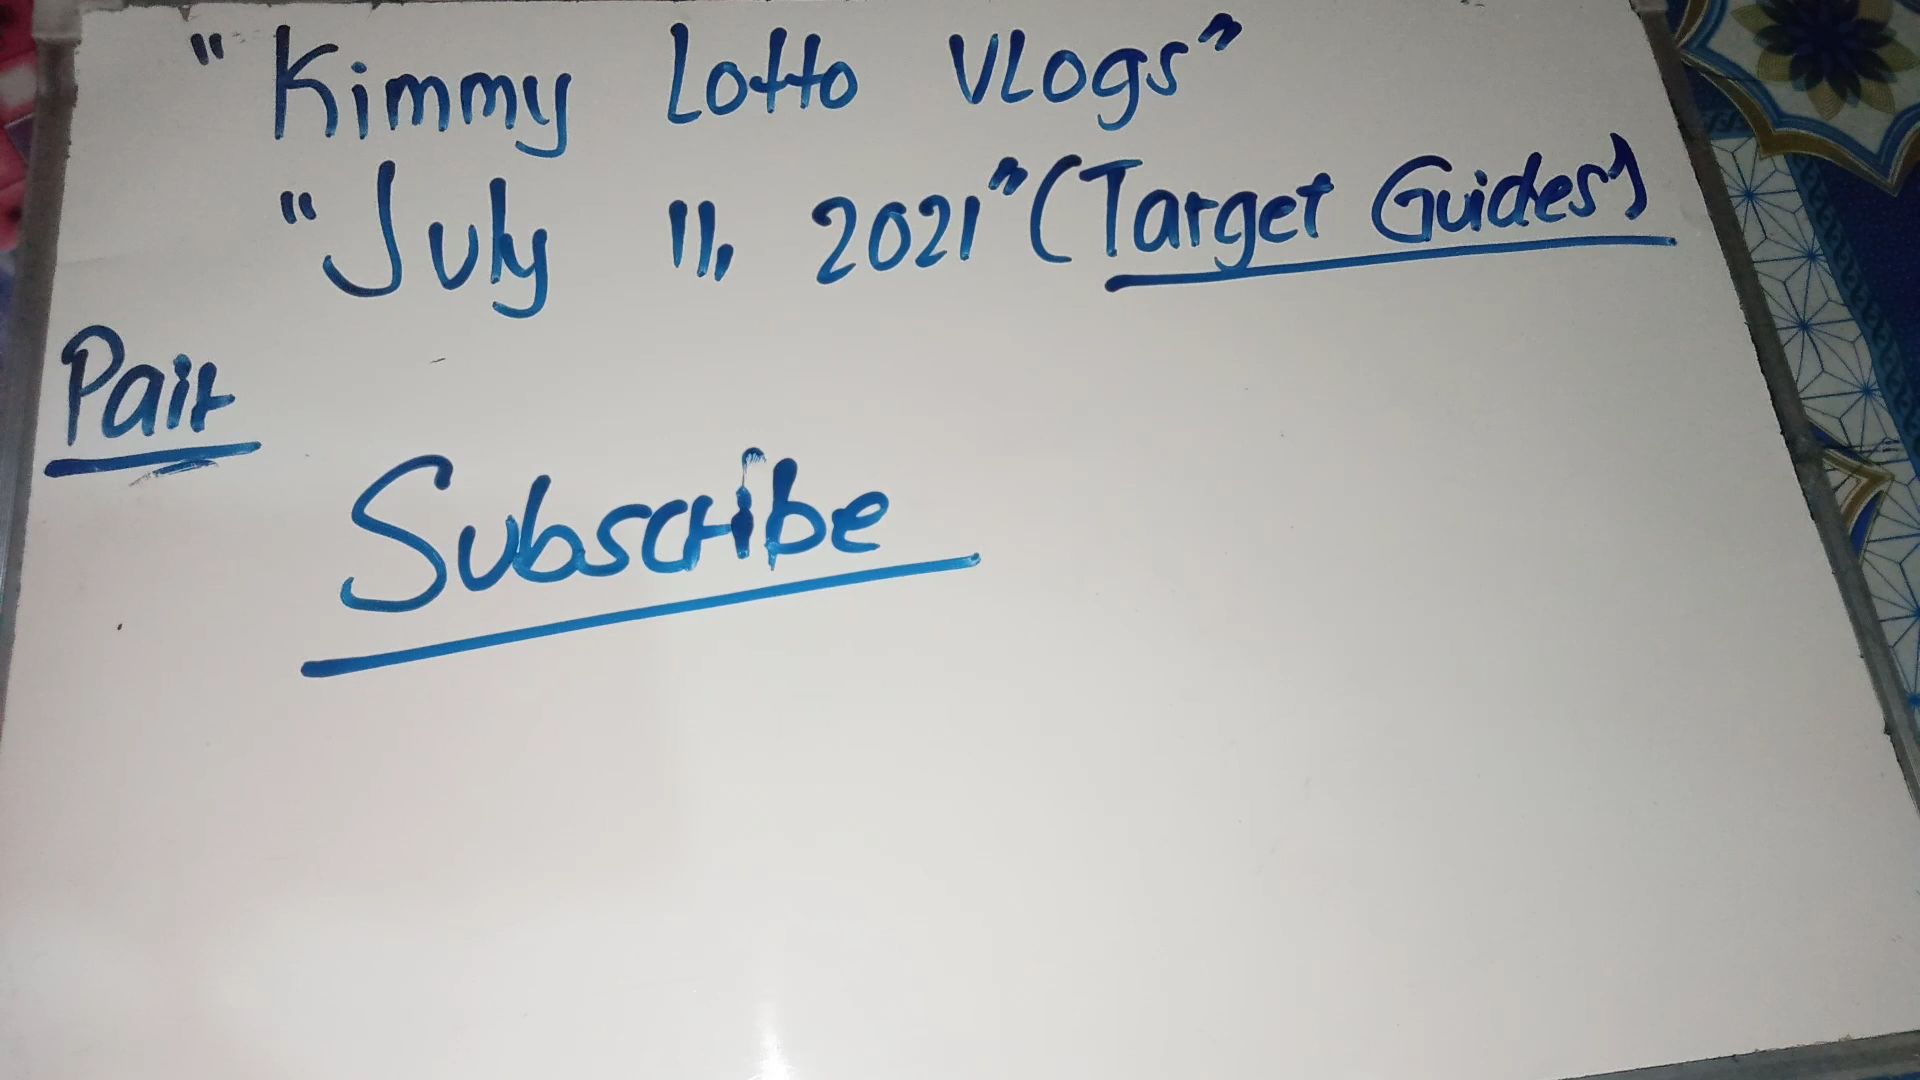 "Kimmy Lotto VLogs"
"July 11, 2021" (Target Guides)
Pair
Subscribe